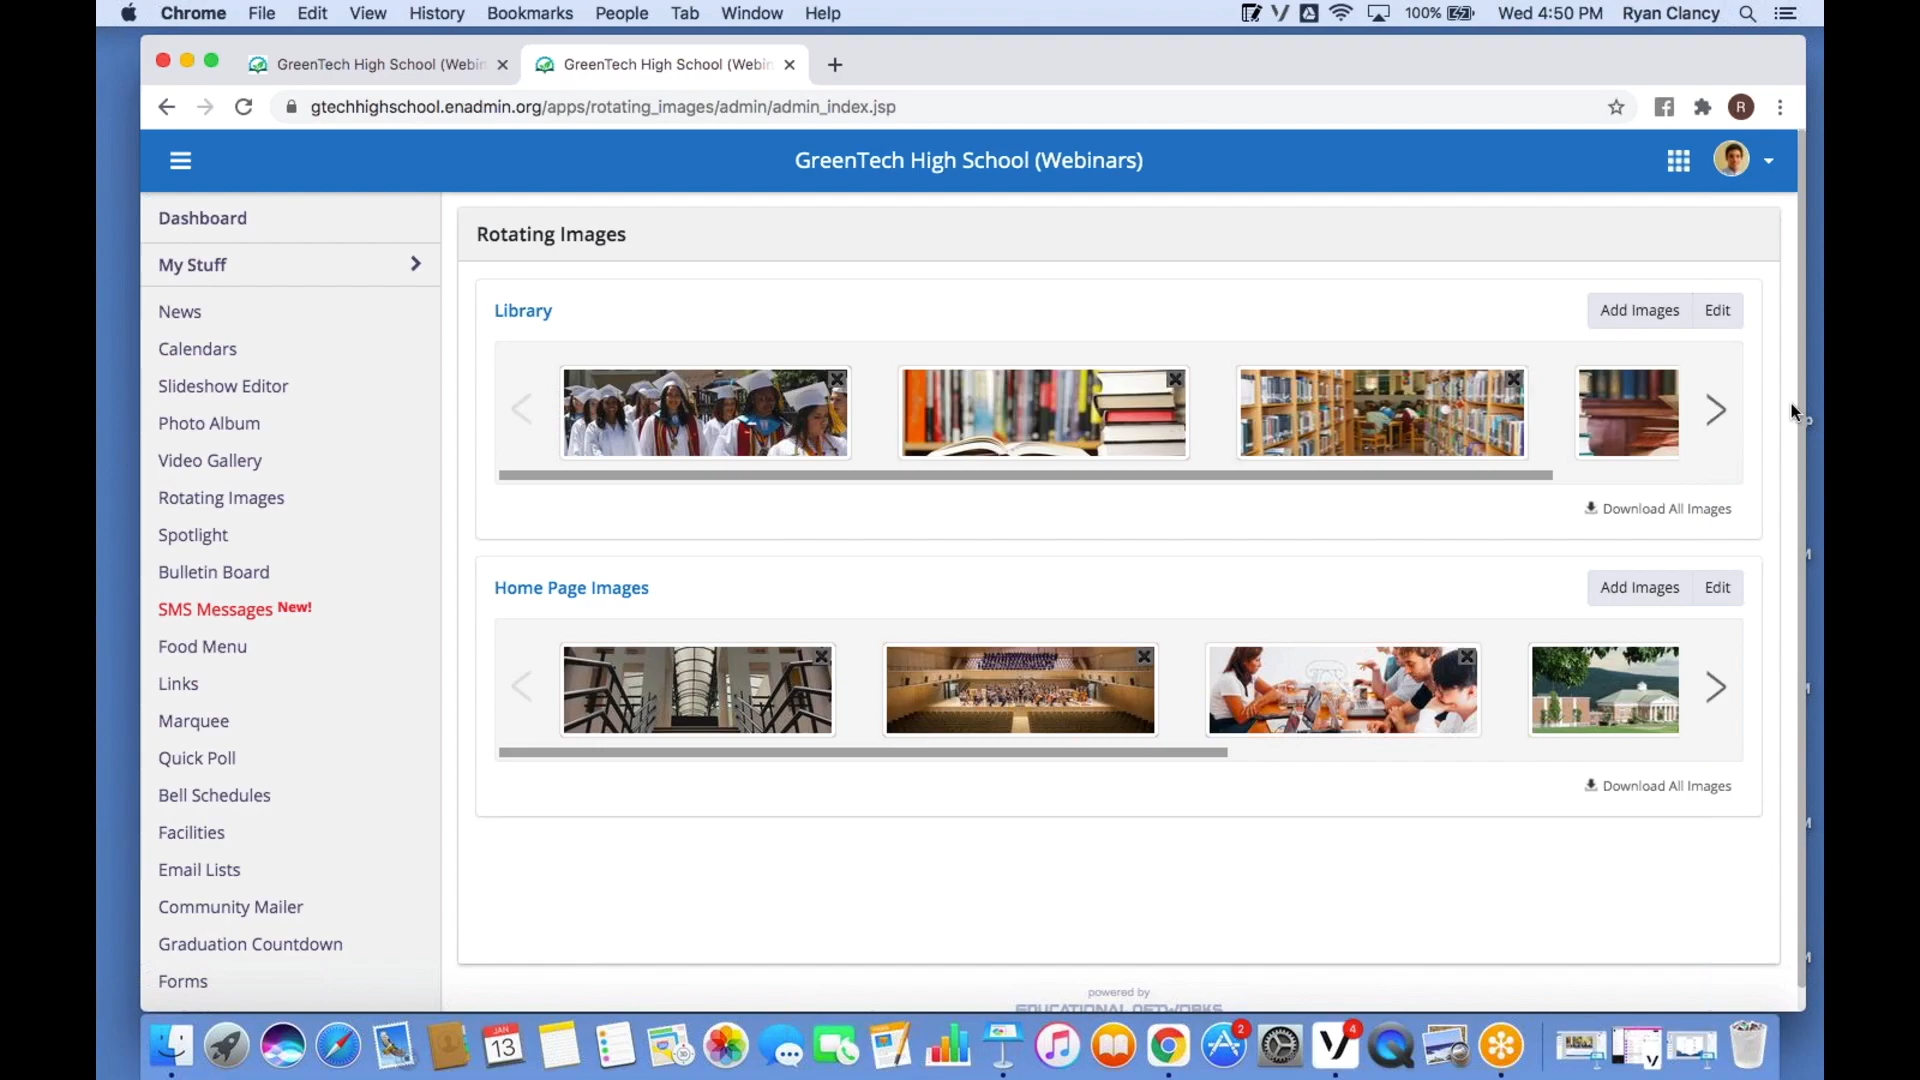 Chrome File Edit View History Bookmarks People Tab Window Help
100% Wed 4:50 PM Ryan Clancy
GreenTech High School (Webin
GreenTech High School (Webin
gtechhighschool.enadmin.org/apps/rotating_images/admin/admin_index.jsp
R
GreenTech High School (Webinars)
Dashboard
My Stuff
News
Calendars
Slideshow Editor
Photo Album
Video Gallery
Rotating Images
Spotlight
Bulletin Board
SMS Messages New!
Food Menu
Links
Marquee
Quick Poll
Bell Schedules
Facilities
Email Lists
Community Mailer
Graduation Countdown
Forms
Rotating Images
Library
Add Images Edit
Download All Images
Home Page Images
Add Images Edit
Download All Images
powered by
EDUCATIONAL NETWORKS
JAN
13
2
4